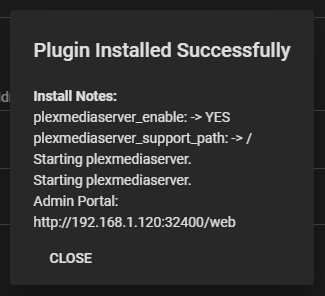 Plugin Installed Successfully
Install Notes:
plexmediaserver_enable: -> YES
plexmediaserver_support_path: -> /
Starting plexmediaserver.
Starting plexmediaserver.
Admin Portal:
http://192.168.1.120:32400/web
CLOSE